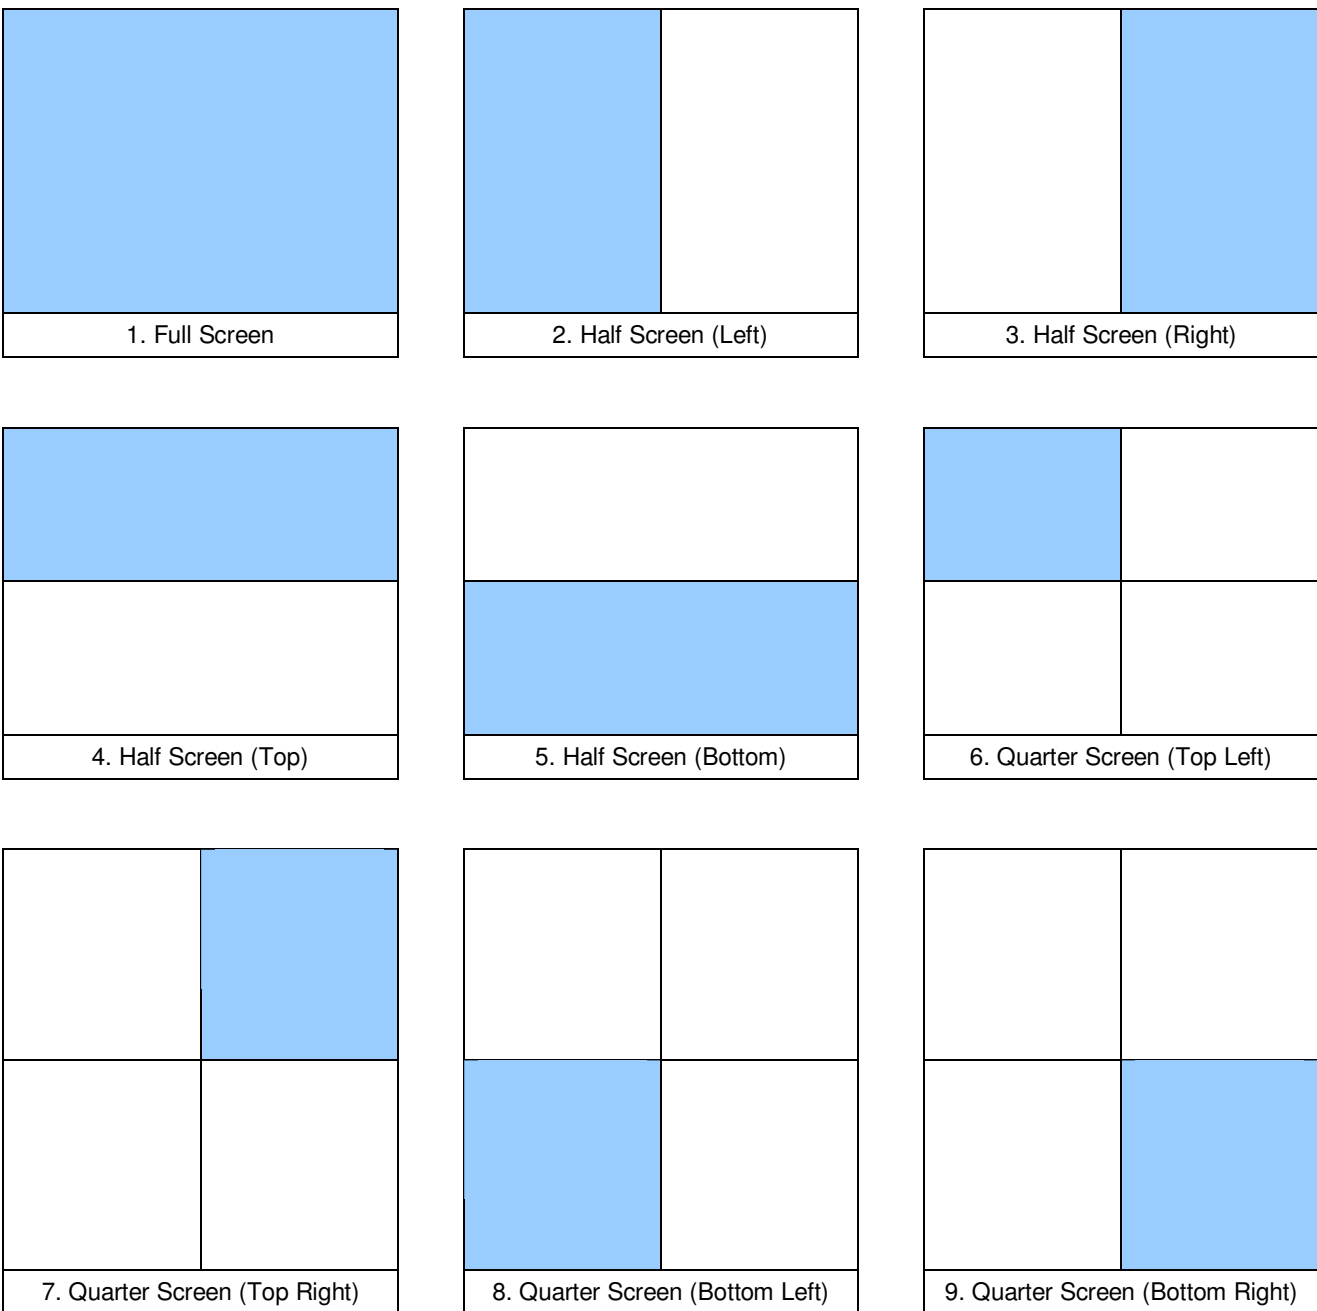 1. Full Screen
2. Half Screen (Left)
3. Half Screen (Right)
4. Half Screen (Top)
5. Half Screen (Bottom)
6. Quarter Screen (Top Left)
7. Quarter Screen (Top Right)
8. Quarter Screen (Bottom Left)
9. Quarter Screen (Bottom Right)